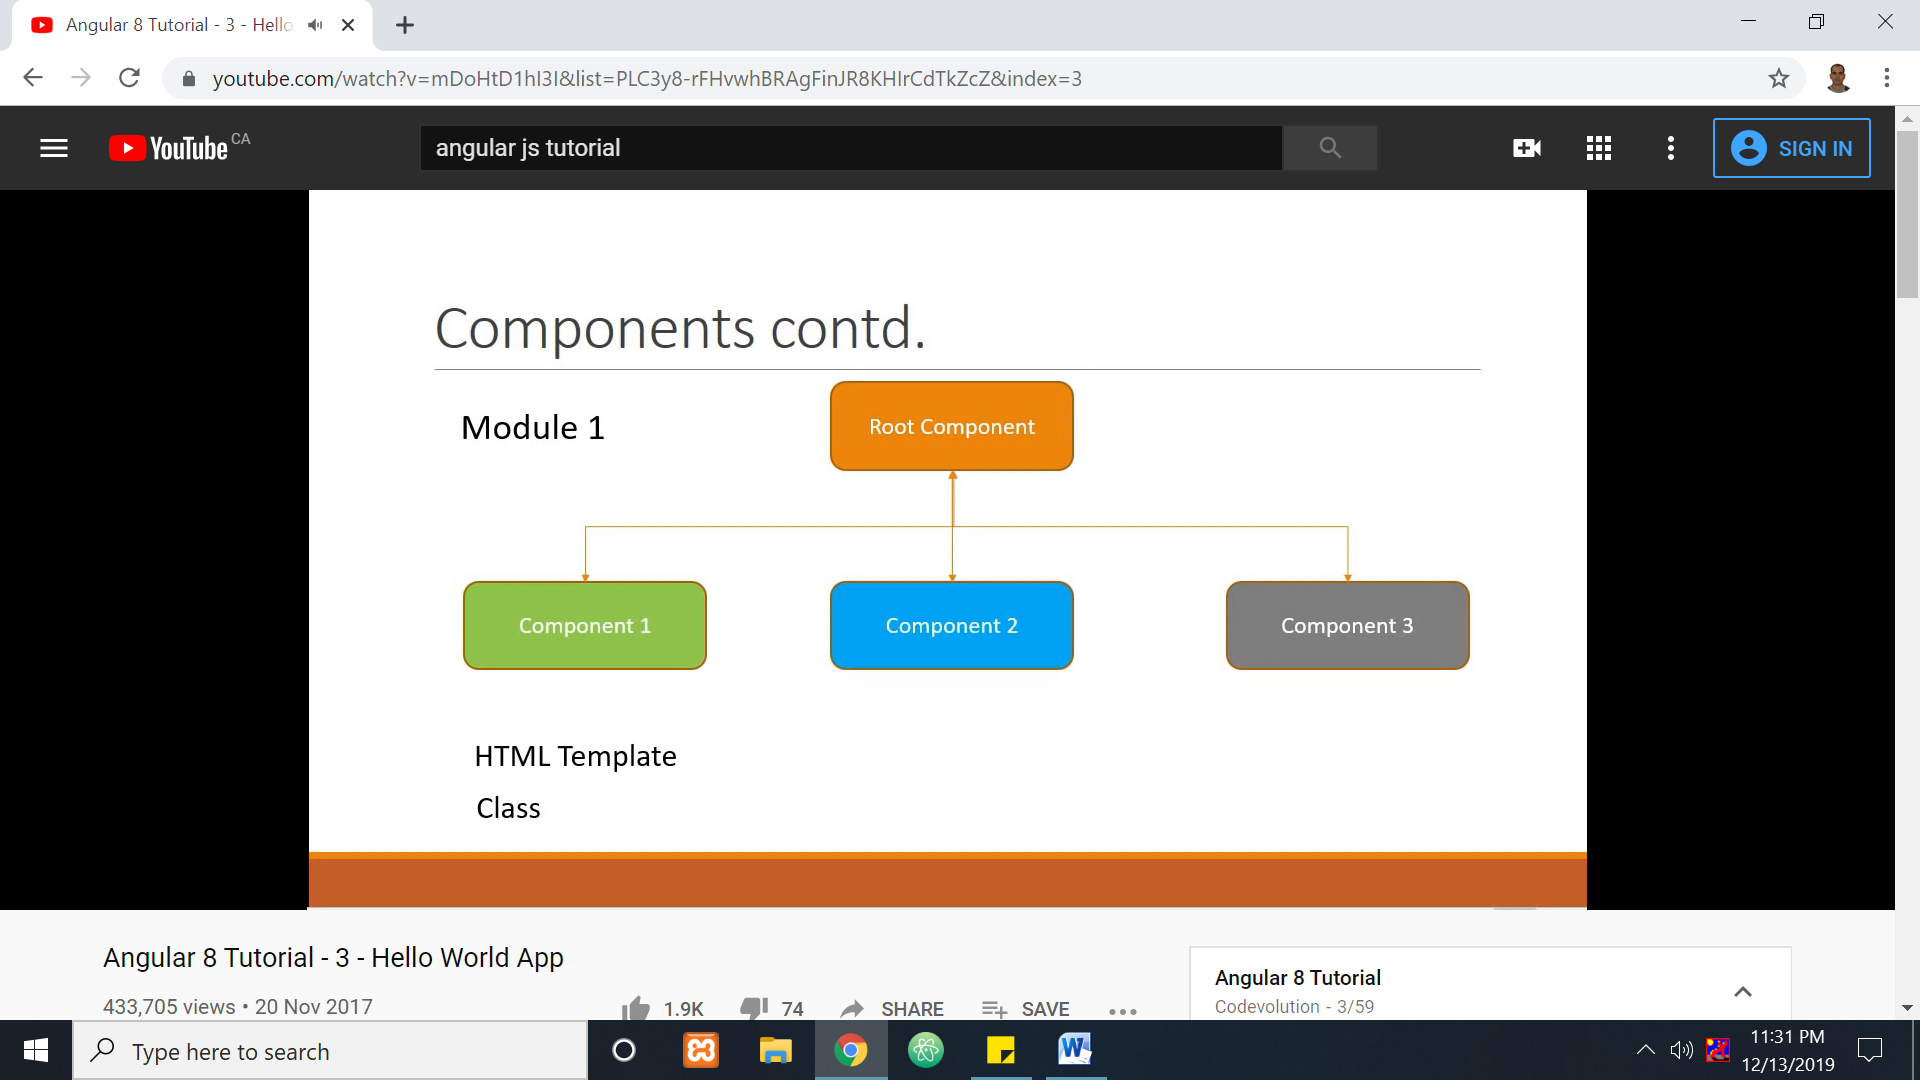 Angular 8 Tutorial - 3 - Hello
youtube.com/watch?v=mDoHtD1hI3I&list=PLC3y8-rFHvwhBRAgFinJR8KHIrCdTkZcZ&index=3
YouTube CA
angular js tutorial
SIGN IN
Components contd.
Module 1
Root Component
Component 1
Component 2
Component 3
HTML Template
Class
Angular 8 Tutorial - 3 - Hello World App
433,705 views • 20 Nov 2017
1.9K
74
SHARE
SAVE
Angular 8 Tutorial
Codevolution - 3/59
Type here to search
11:31 PM
12/13/2019